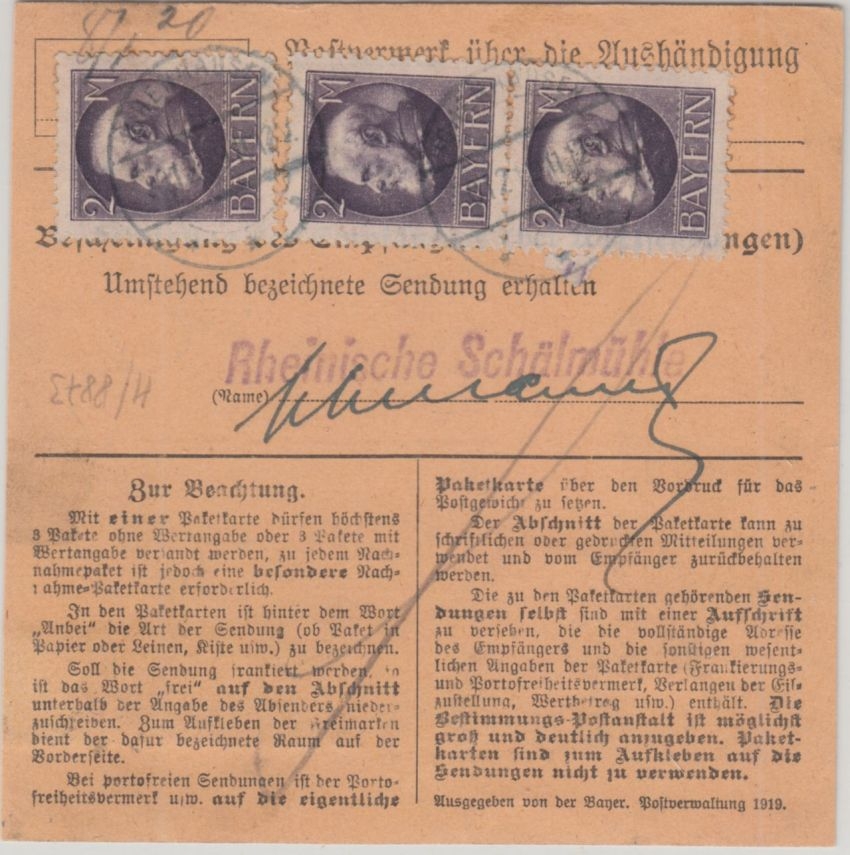 20
Postvermerk über die Aushändigung
2 M BAYERN
2 M BAYERN
2 M BAYERN
Bescheinigung des ngen)
Umstehend bezeichnete Sendung erhalten
Rheinische Schälmühle
(Name)
Zur Beachtung.
Mit einer Paketkarte dürfen höchstens
3 Pakete ohne Wertangabe oder 3 Pakete mit
Wertangabe versandt werden, zu jedem Nach-
nahmepaket ist jedoch eine besondere Nach-
nahme-Paketkarte erforderlich.
In den Paketkarten ist hinter dem Wort
„Anbei“ die Art der Sendung (ob Paket in
Papier oder Leinen, Kiste usw.) zu bezeichnen.
Soll die Sendung frankiert werden, so
ist das Wort „frei“ auf den Abschnitt
unterhalb der Angabe des Absenders nieder-
zuschreiben. Zum Aufkleben der Freimarken
dient der dafür bezeichnete Raum auf der
Vorderseite.
Bei portofreien Sendungen ist der Porto-
freiheitsvermerk usw. auf die eigentliche
Paketkarte über den Vordruck für das
Postgewicht zu setzen.
Der Abschnitt der Paketkarte kann zu
schriftlichen oder gedruckten Mitteilungen ver-
wendet und vom Empfänger zurückbehalten
werden.
Die zu den Paketkarten gehörenden Sen-
dungen selbst sind mit einer Aufschrift
zu versehen, die die vollständige Adresse
des Empfängers und die sonstigen wesent-
lichen Angaben der Paketkarte (Frankierungs-
und Portofreiheitsvermerk, Verlangen der Eil-
zustellung, Wertbetrag usw.) enthält. Die
Bestimmungs-Postanstalt ist möglichst
groß und deutlich anzugeben. Paket-
karten sind zum Aufkleben auf die
Sendungen nicht zu verwenden.
Ausgegeben von der Bayer. Postverwaltung 1919.